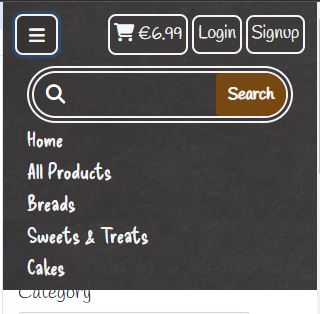 €6.99 Login Signup
Search
Home
All Products
Breads
Sweets & Treats
Cakes
Category